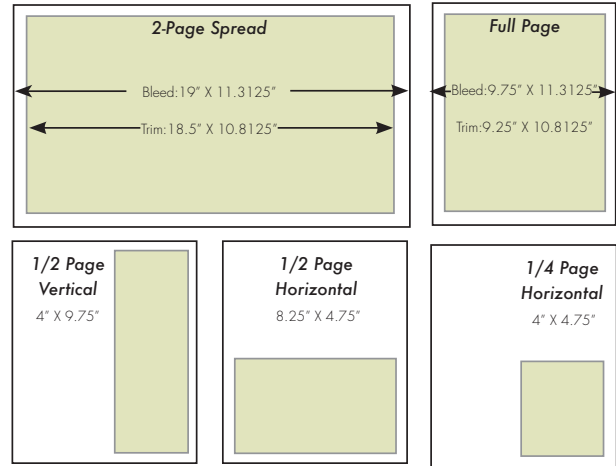 2-Page Spread
Bleed:19" X 11.3125"
Trim:18.5" X 10.8125"
Full Page
Bleed:9.75" X 11.3125"
Trim:9.25" X 10.8125"
1/2 Page
Vertical
4" X 9.75"
1/2 Page
Horizontal
8.25" X 4.75"
1/4 Page
Horizontal
4" X 4.75"